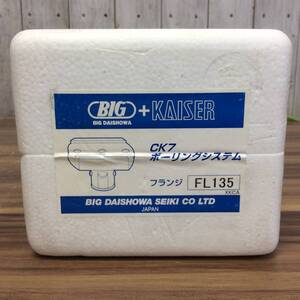 BIG + KAISER
BIG DAISHOWA
CK7
ボーリングシステム
フランジ FL135
KKCA
BIG DAISHOWA SEIKI CO LTD
JAPAN